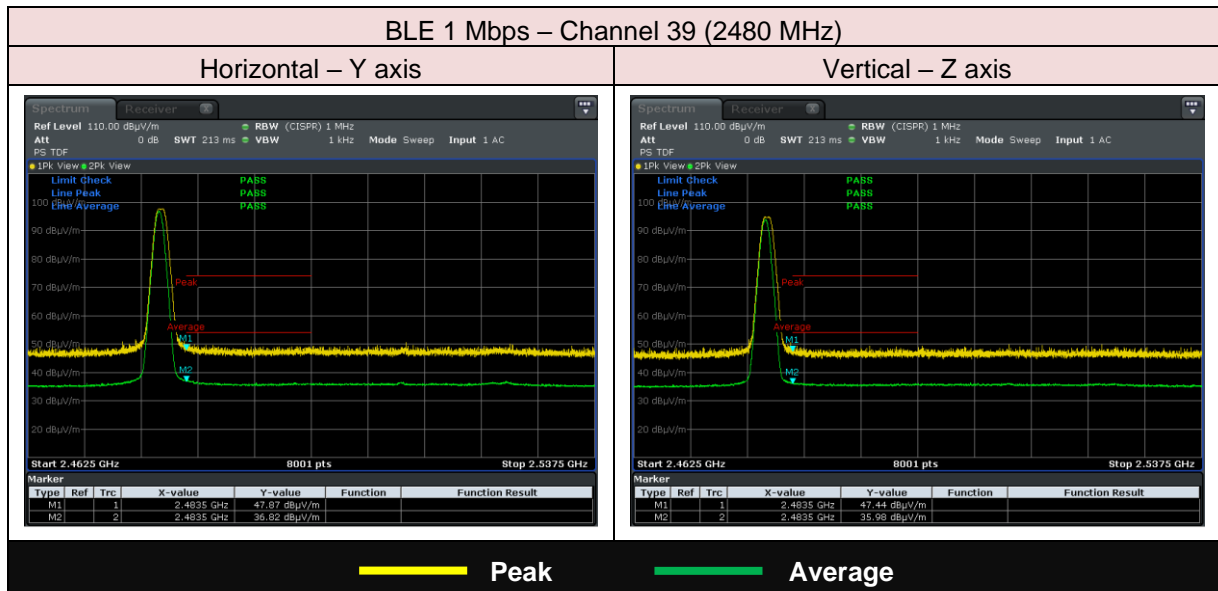 BLE 1 Mbps – Channel 39 (2480 MHz)
Horizontal – Y axis
Spectrum Receiver X
Ref Level 110.00 dBµV/m RBW (CISPR) 1 MHz
Att 0 dB SWT 213 ms VBW 1 kHz Mode Sweep Input 1 AC
PS TDF
1Pk View 2Pk View
Limit Check PASS
Line Peak PASS
100 dBµV/m Line Average PASS
90 dBµV/m
80 dBµV/m
Peak
70 dBµV/m
60 dBµV/m
Average
50 dBµV/m M1
40 dBµV/m M2
30 dBµV/m
20 dBµV/m
Start 2.4625 GHz 8001 pts Stop 2.5375 GHz
Marker
Type Ref Trc X-value Y-value Function Function Result
M1 1 2.4835 GHz 47.87 dBµV/m
M2 2 2.4835 GHz 36.82 dBµV/m
Vertical – Z axis
Spectrum Receiver X
Ref Level 110.00 dBµV/m RBW (CISPR) 1 MHz
Att 0 dB SWT 213 ms VBW 1 kHz Mode Sweep Input 1 AC
PS TDF
1Pk View 2Pk View
Limit Check PASS
Line Peak PASS
100 dBµV/m Line Average PASS
90 dBµV/m
80 dBµV/m
Peak
70 dBµV/m
60 dBµV/m
Average
50 dBµV/m M1
40 dBµV/m M2
30 dBµV/m
20 dBµV/m
Start 2.4625 GHz 8001 pts Stop 2.5375 GHz
Marker
Type Ref Trc X-value Y-value Function Function Result
M1 1 2.4835 GHz 47.44 dBµV/m
M2 2 2.4835 GHz 35.98 dBµV/m
Peak Average